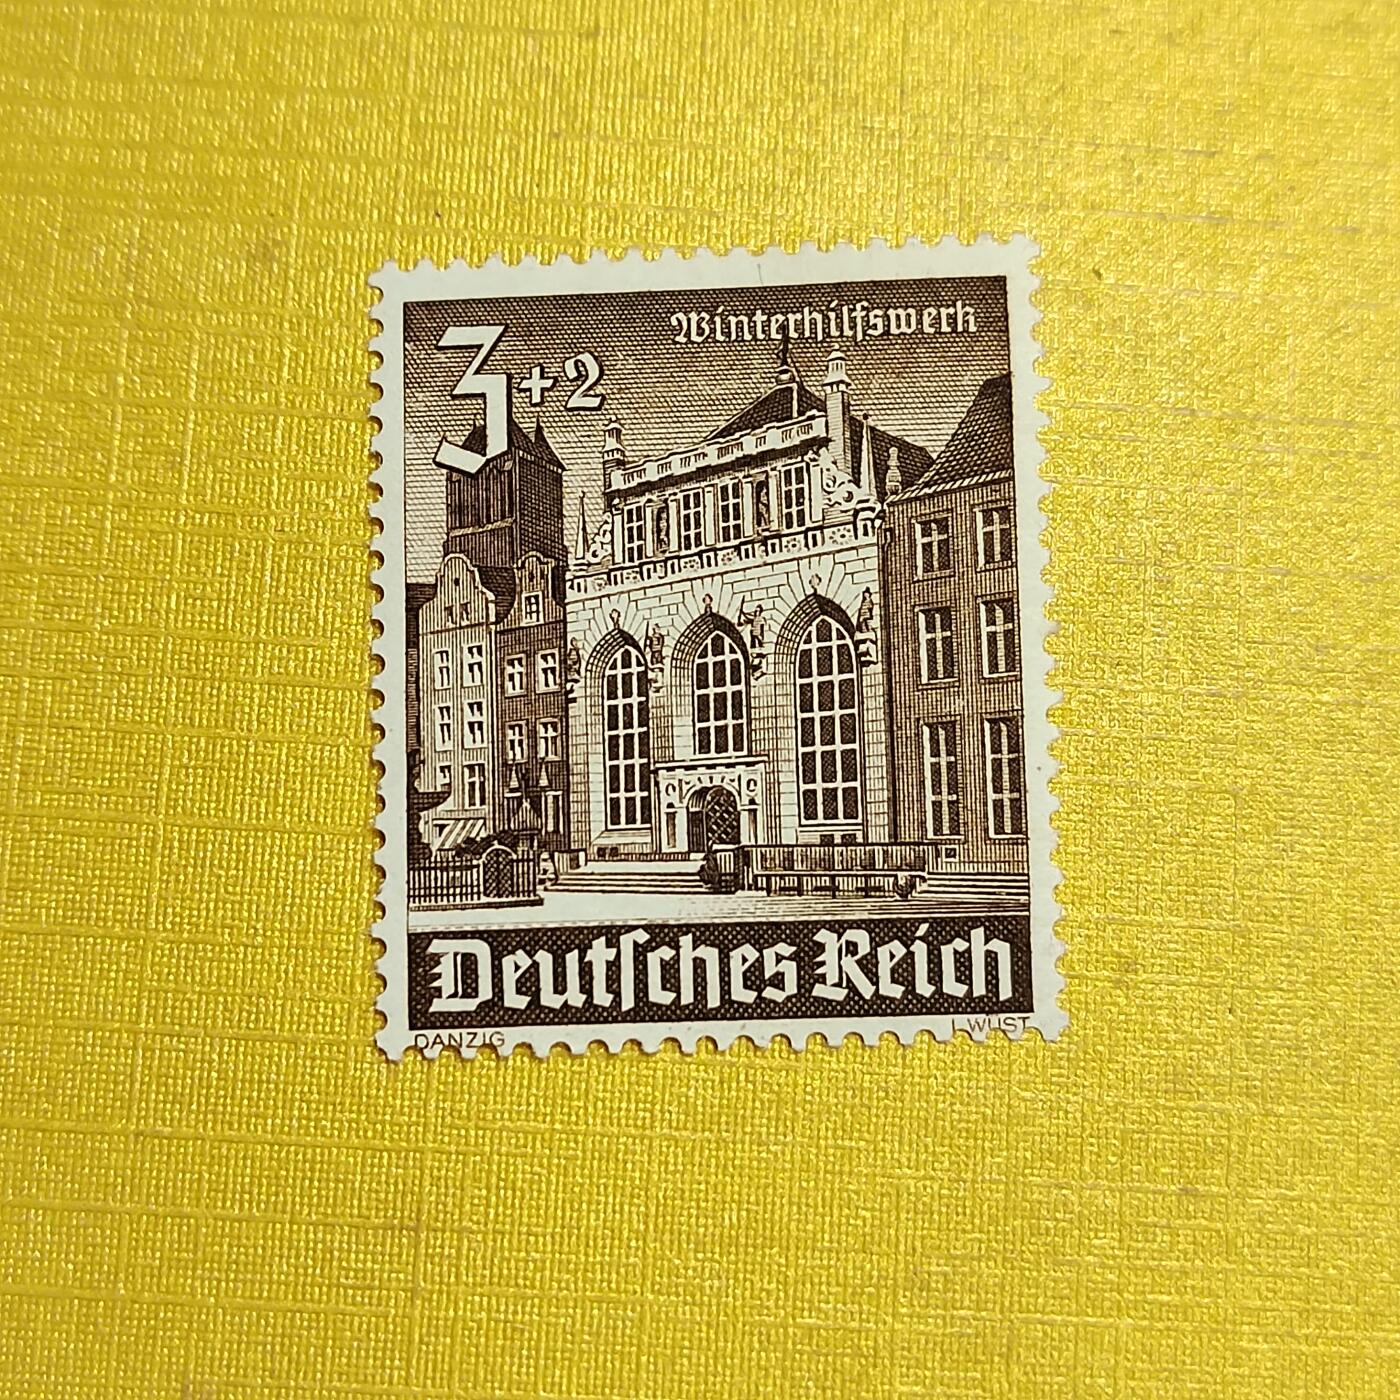 Winterhilfswerk
3+2
Deutſches Reich
DANZIG
J. WÜST